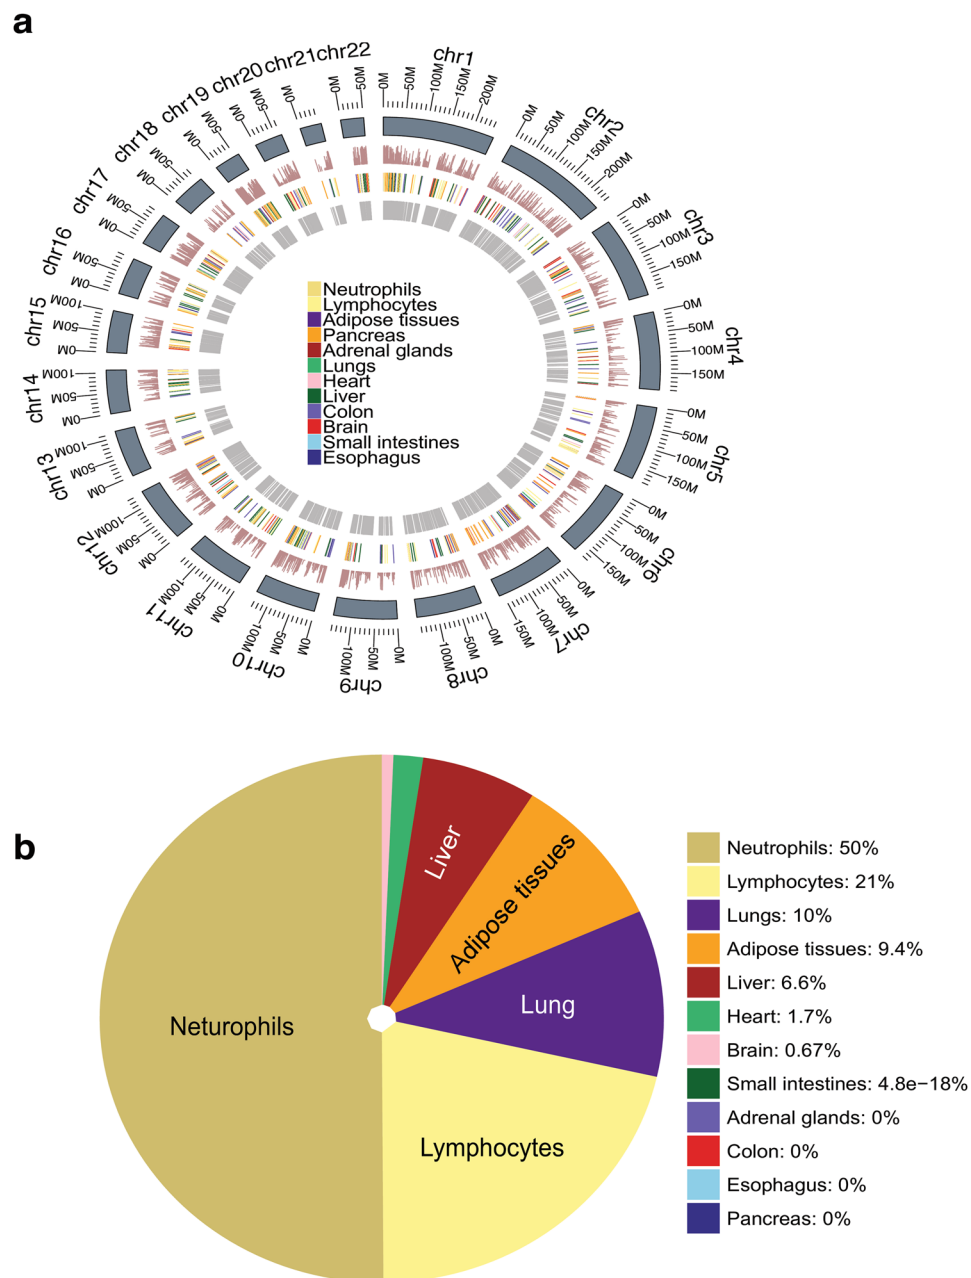 a
chr1
0M
50M
100M
150M
200M
chr2
0M
50M
100M
150M
200M
chr3
0M
50M
100M
150M
chr4
0M
50M
100M
150M
chr5
0M
50M
100M
150M
chr6
0M
50M
100M
150M
chr7
0M
50M
100M
150M
chr8
0M
50M
100M
chr9
0M
50M
100M
chr10
0M
50M
100M
chr11
0M
50M
100M
chr12
0M
50M
100M
chr13
0M
50M
100M
chr14
0M
50M
100M
chr15
0M
50M
100M
chr16
0M
50M
chr17
0M
50M
chr18
0M
50M
chr19
0M
50M
chr20
0M
50M
chr21
0M
chr22
0M
50M
Neutrophils
Lymphocytes
Adipose tissues
Pancreas
Adrenal glands
Lungs
Heart
Liver
Colon
Brain
Small intestines
Esophagus
b
Liver
Adipose tissues
Lung
Neturophils
Lymphocytes
Neutrophils: 50%
Lymphocytes: 21%
Lungs: 10%
Adipose tissues: 9.4%
Liver: 6.6%
Heart: 1.7%
Brain: 0.67%
Small intestines: 4.8e−18%
Adrenal glands: 0%
Colon: 0%
Esophagus: 0%
Pancreas: 0%